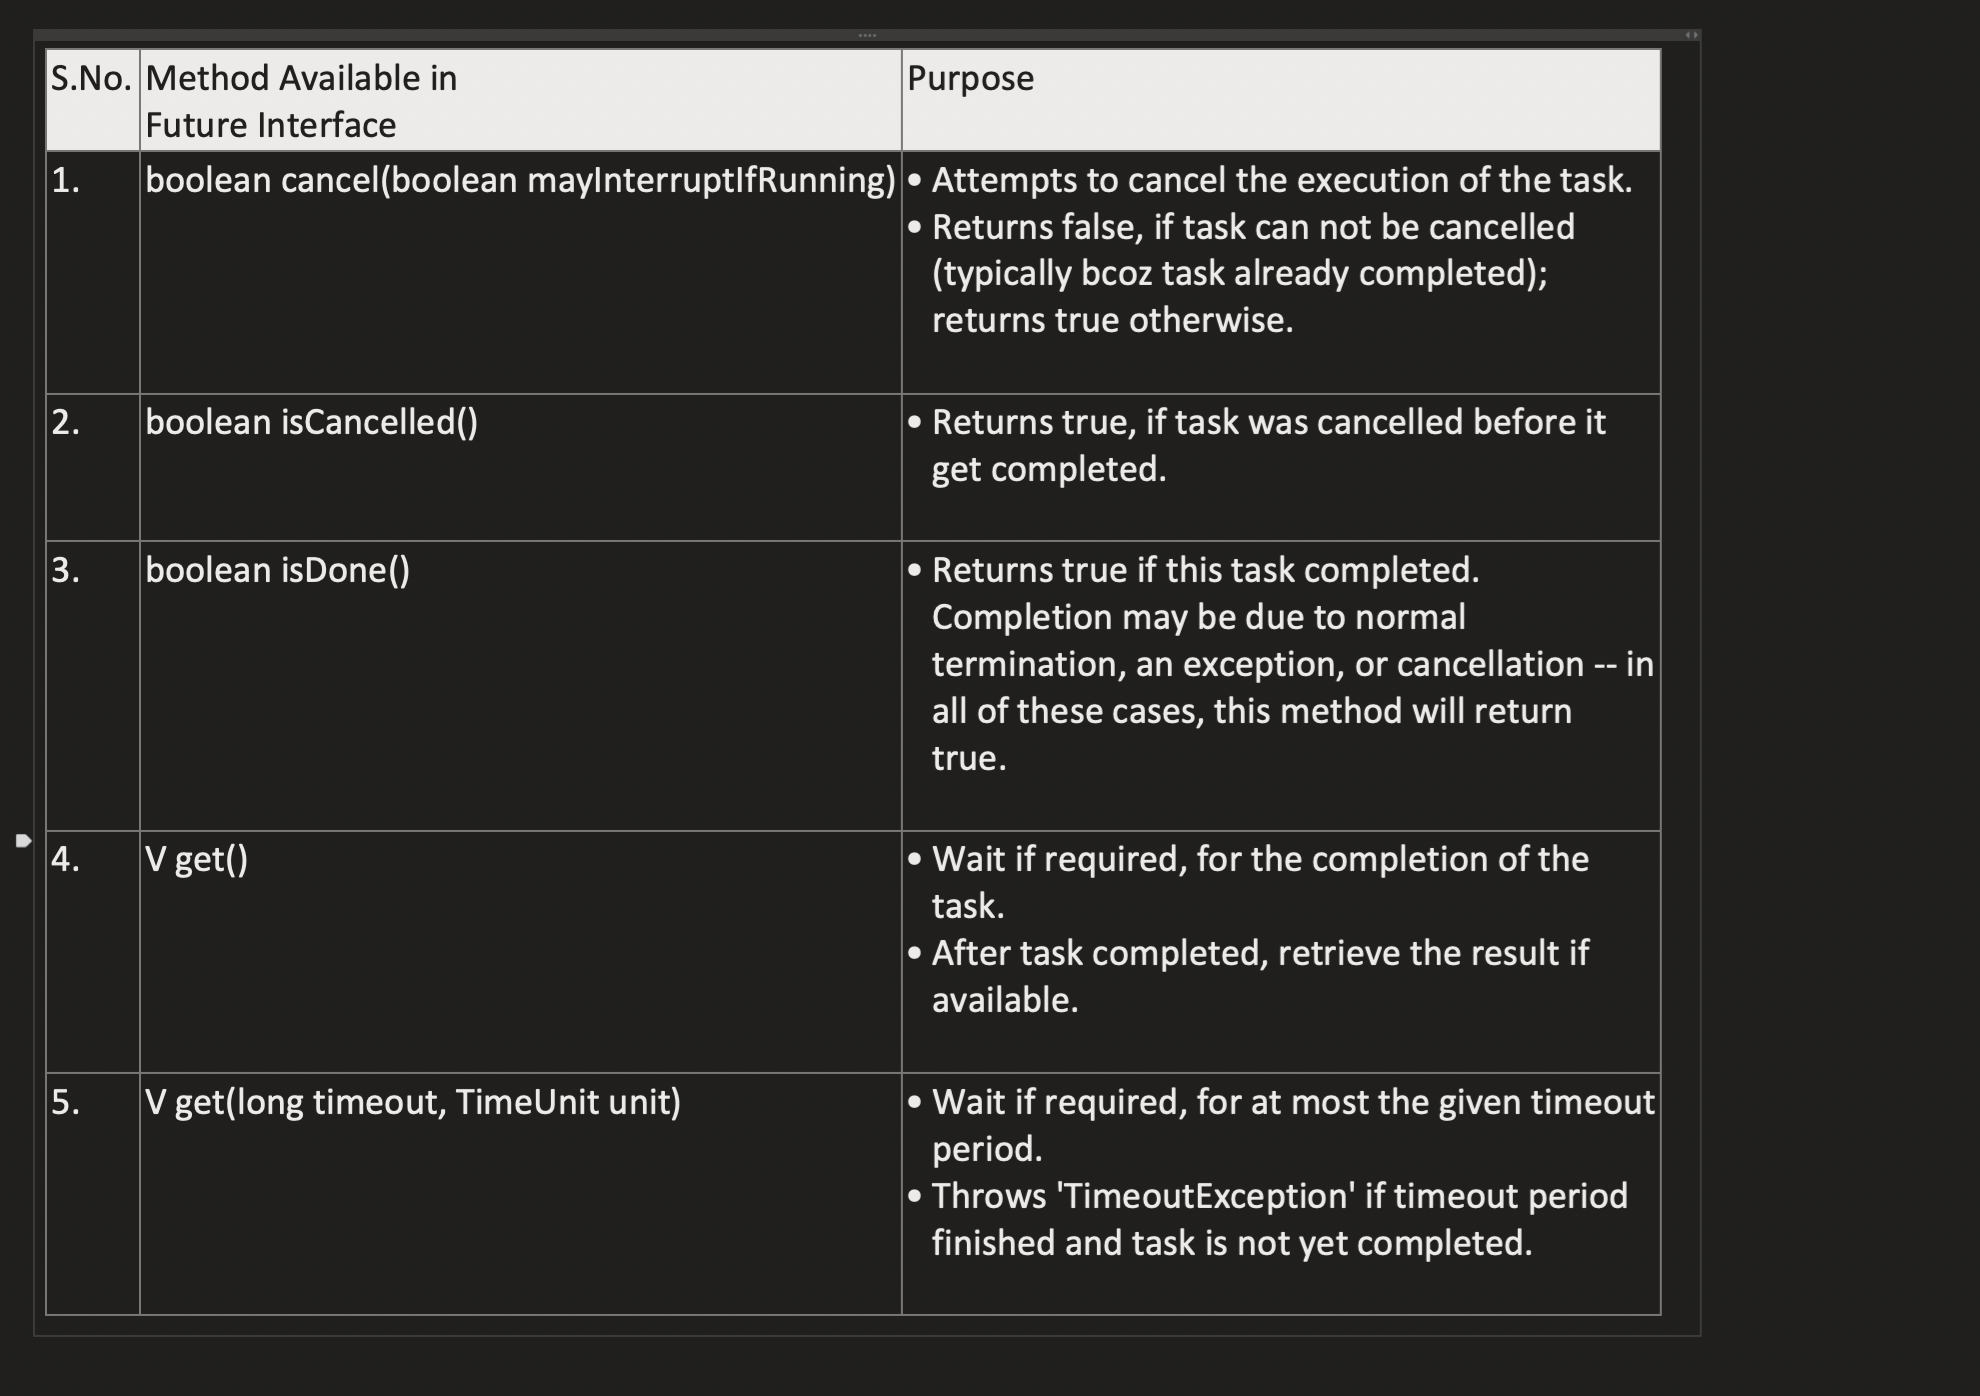 S.No.
Method Available in
Future Interface
Purpose
1.
boolean cancel(boolean mayInterruptIfRunning)
• Attempts to cancel the execution of the task.
• Returns false, if task can not be cancelled
(typically bcoz task already completed);
returns true otherwise.
2.
boolean isCancelled()
• Returns true, if task was cancelled before it
get completed.
3.
boolean isDone()
• Returns true if this task completed.
Completion may be due to normal
termination, an exception, or cancellation -- in
all of these cases, this method will return
true.
4.
V get()
• Wait if required, for the completion of the
task.
• After task completed, retrieve the result if
available.
5.
V get(long timeout, TimeUnit unit)
• Wait if required, for at most the given timeout
period.
• Throws 'TimeoutException' if timeout period
finished and task is not yet completed.